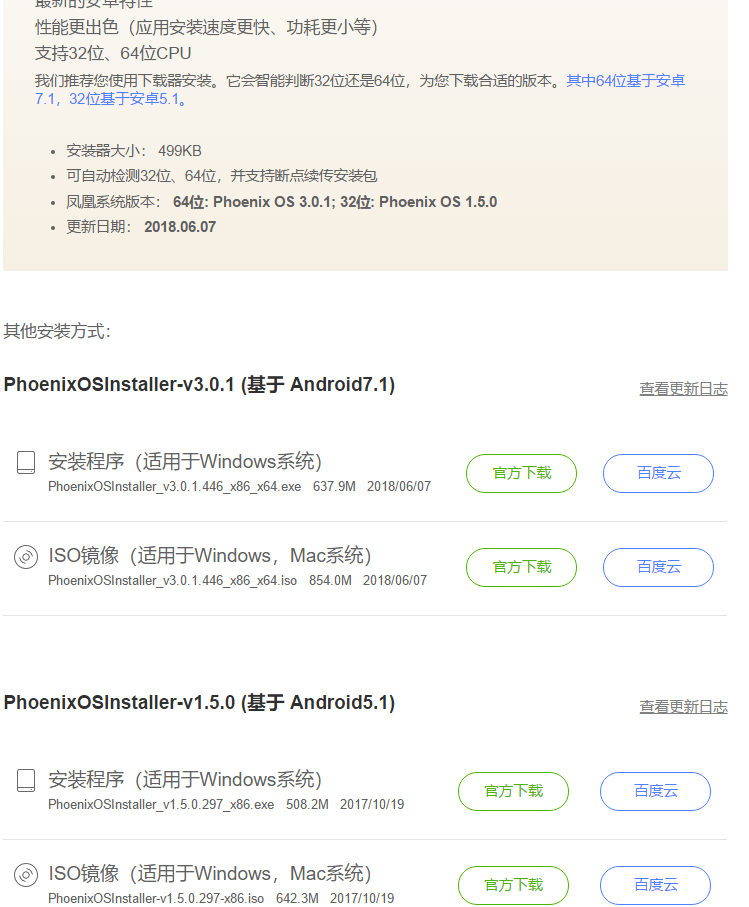 最新的安卓特性
性能更出色（应用安装速度更快、功耗更小等）
支持32位、64位CPU
我们推荐您使用下载器安装。它会智能判断32位还是64位，为您下载合适的版本。其中64位基于安卓
7.1，32位基于安卓5.1。
安装器大小： 499KB
可自动检测32位、64位，并支持断点续传安装包
凤凰系统版本： 64位: Phoenix OS 3.0.1; 32位: Phoenix OS 1.5.0
更新日期： 2018.06.07
其他安装方式：
PhoenixOSInstaller-v3.0.1 (基于 Android7.1)
查看更新日志
安装程序（适用于Windows系统）
PhoenixOSInstaller_v3.0.1.446_x86_x64.exe 637.9M 2018/06/07
官方下载
百度云
ISO镜像（适用于Windows，Mac系统）
PhoenixOSInstaller_v3.0.1.446_x86_x64.iso 854.0M 2018/06/07
官方下载
百度云
PhoenixOSInstaller-v1.5.0 (基于 Android5.1)
查看更新日志
安装程序（适用于Windows系统）
PhoenixOSInstaller_v1.5.0.297_x86.exe 508.2M 2017/10/19
官方下载
百度云
ISO镜像（适用于Windows，Mac系统）
PhoenixOSInstaller-v1.5.0.297-x86.iso 642.3M 2017/10/19
官方下载
百度云